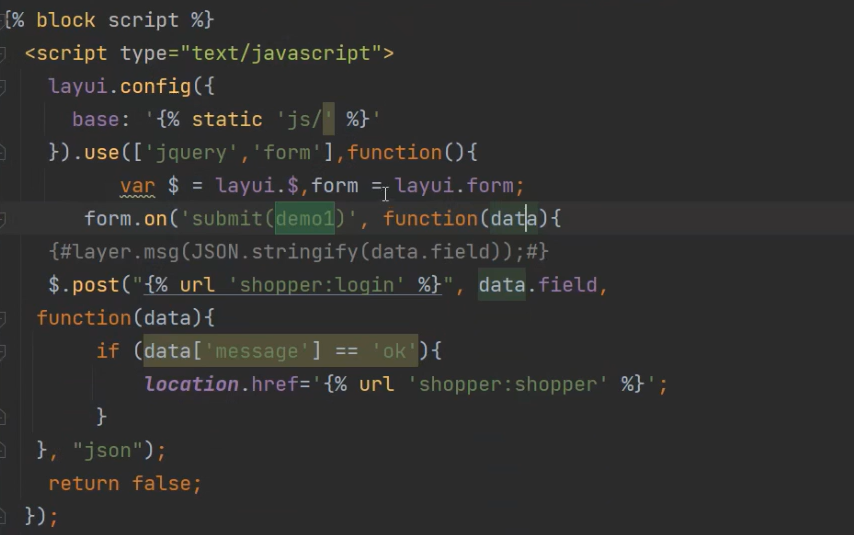 {% block script %}
<script type="text/javascript">
layui.config({
base: '{% static 'js/' %}'
}).use(['jquery','form'],function(){
var $ = layui.$,form = layui.form;
form.on('submit(demo1)', function(data){
{#layer.msg(JSON.stringify(data.field));#}
$.post("{% url 'shopper:login' %}", data.field,
function(data){
if (data['message'] == 'ok'){
location.href='{% url 'shopper:shopper' %}';
}
}, "json");
return false;
});